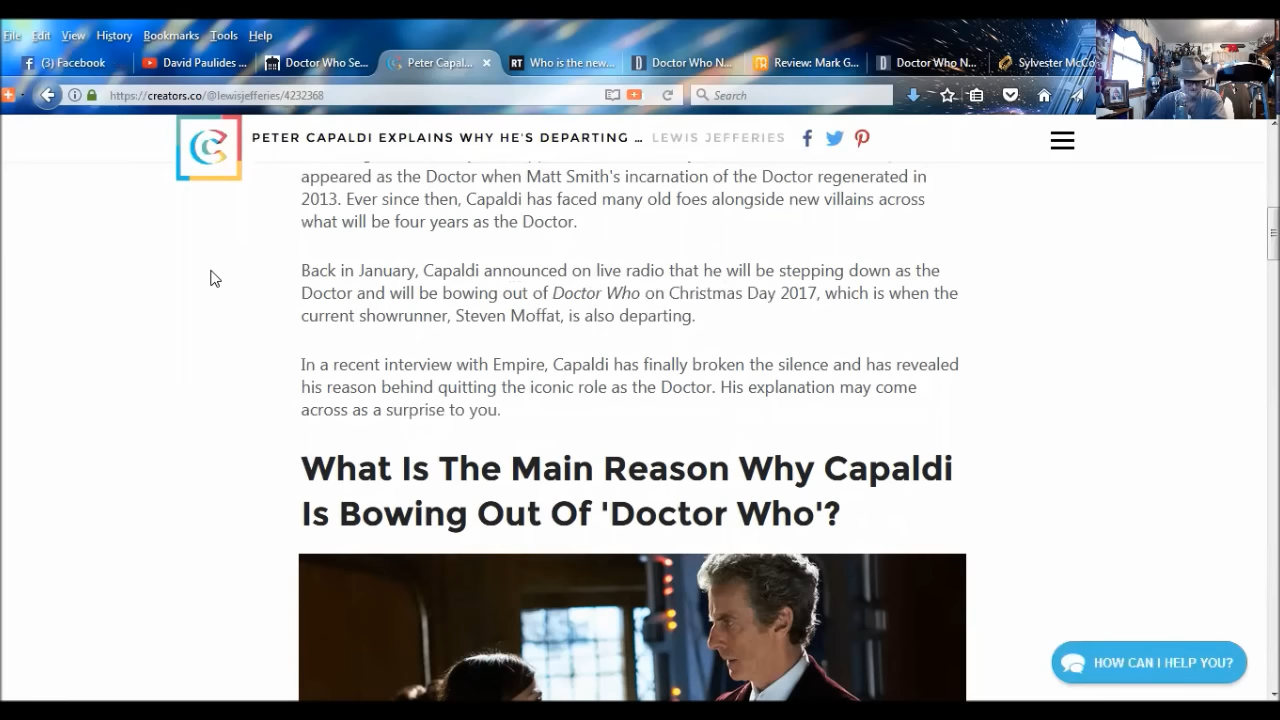 File Edit View History Bookmarks Tools Help
(3) Facebook
David Paulides ...
Doctor Who Se...
Peter Capal...
RT Who is the new...
Doctor Who N...
Review: Mark G...
Doctor Who N...
Sylvester McCo
https://creators.co/@lewisjefferies/4232368
Search
PETER CAPALDI EXPLAINS WHY HE'S DEPARTING ... LEWIS JEFFERIES
appeared as the Doctor when Matt Smith's incarnation of the Doctor regenerated in
2013. Ever since then, Capaldi has faced many old foes alongside new villains across
what will be four years as the Doctor.
Back in January, Capaldi announced on live radio that he will be stepping down as the
Doctor and will be bowing out of Doctor Who on Christmas Day 2017, which is when the
current showrunner, Steven Moffat, is also departing.
In a recent interview with Empire, Capaldi has finally broken the silence and has revealed
his reason behind quitting the iconic role as the Doctor. His explanation may come
across as a surprise to you.
What Is The Main Reason Why Capaldi
Is Bowing Out Of 'Doctor Who'?
HOW CAN I HELP YOU?